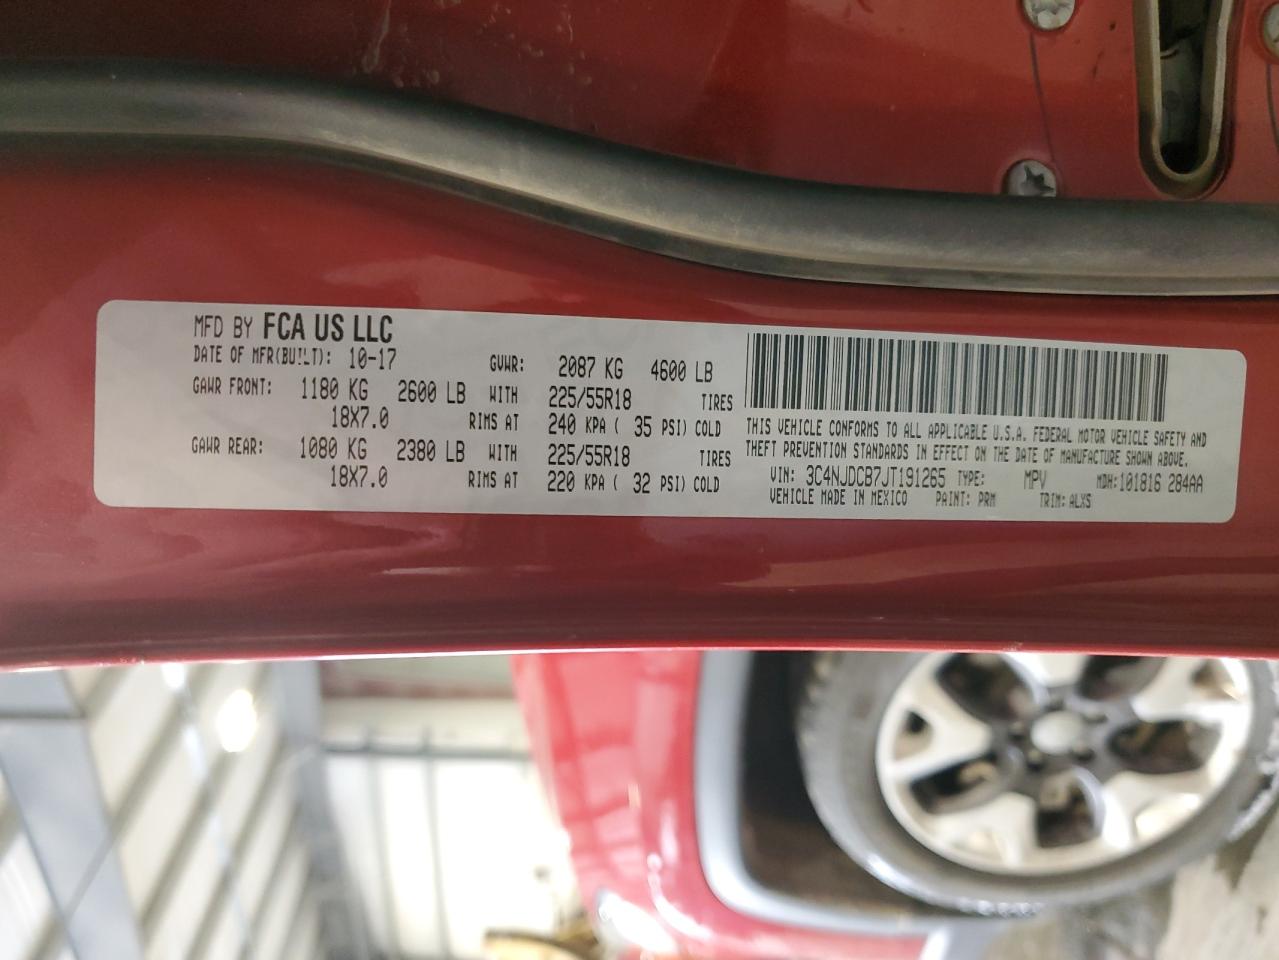 MFD BY FCA US LLC
DATE OF MFR(BUILT): 10-17 GVWR: 2087 KG 4600 LB
GAWR FRONT: 1180 KG 2600 LB WITH 225/55R18 TIRES
18X7.0 RIMS AT 240 KPA ( 35 PSI) COLD
GAWR REAR: 1080 KG 2380 LB WITH 225/55R18 TIRES
18X7.0 RIMS AT 220 KPA ( 32 PSI) COLD
THIS VEHICLE CONFORMS TO ALL APPLICABLE U.S.A. FEDERAL MOTOR VEHICLE SAFETY AND
THEFT PREVENTION STANDARDS IN EFFECT ON THE DATE OF MANUFACTURE SHOWN ABOVE.
VIN: 3C4NJDCB7JT191265 TYPE: MPV MDH:101816 284AA
VEHICLE MADE IN MEXICO PAINT: PRM TRIM: ALXS